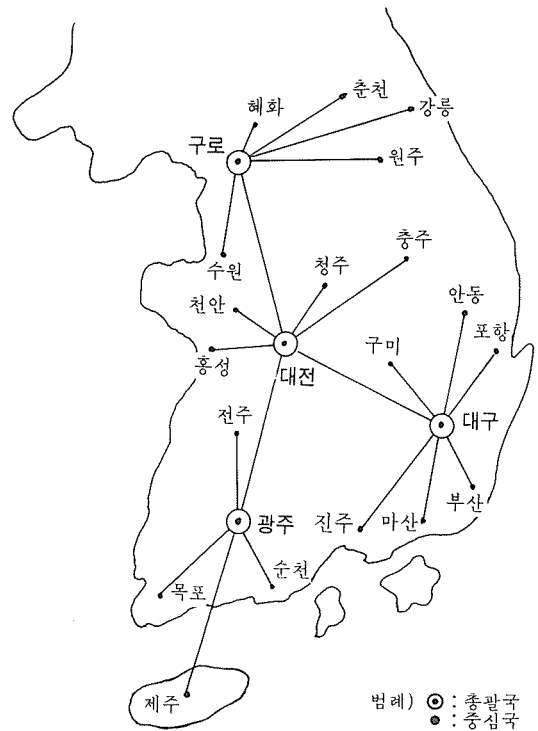 춘천
혜화
강릉
구로
원주
수원
충주
청주
천안
안동
포항
구미
홍성
대전
전주
대구
부산
진주
마산
광주
순천
목포
제주
범례) ⊙ : 총괄국
● : 중심국